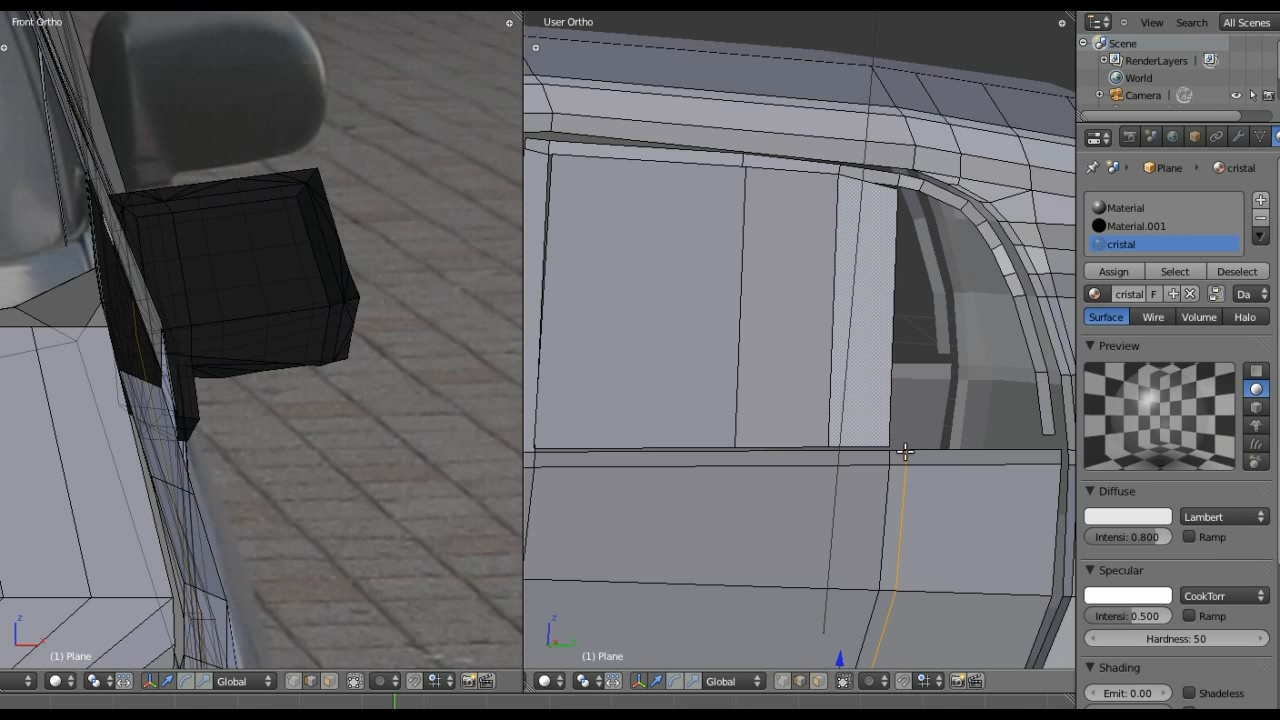 Front Ortho
User Ortho
View Search All Scenes
Scene
RenderLayers
World
Camera
Plane cristal
Material
Material.001
cristal
Assign Select Deselect
cristal F Da
Surface Wire Volume Halo
Preview
Diffuse
Lambert
Intensi: 0.800 Ramp
Specular
CookTorr
Intensi: 0.500 Ramp
Hardness: 50
Shading
Emit: 0.00 Shadeless
z
x
(1) Plane
z
y
(1) Plane
Global
Global